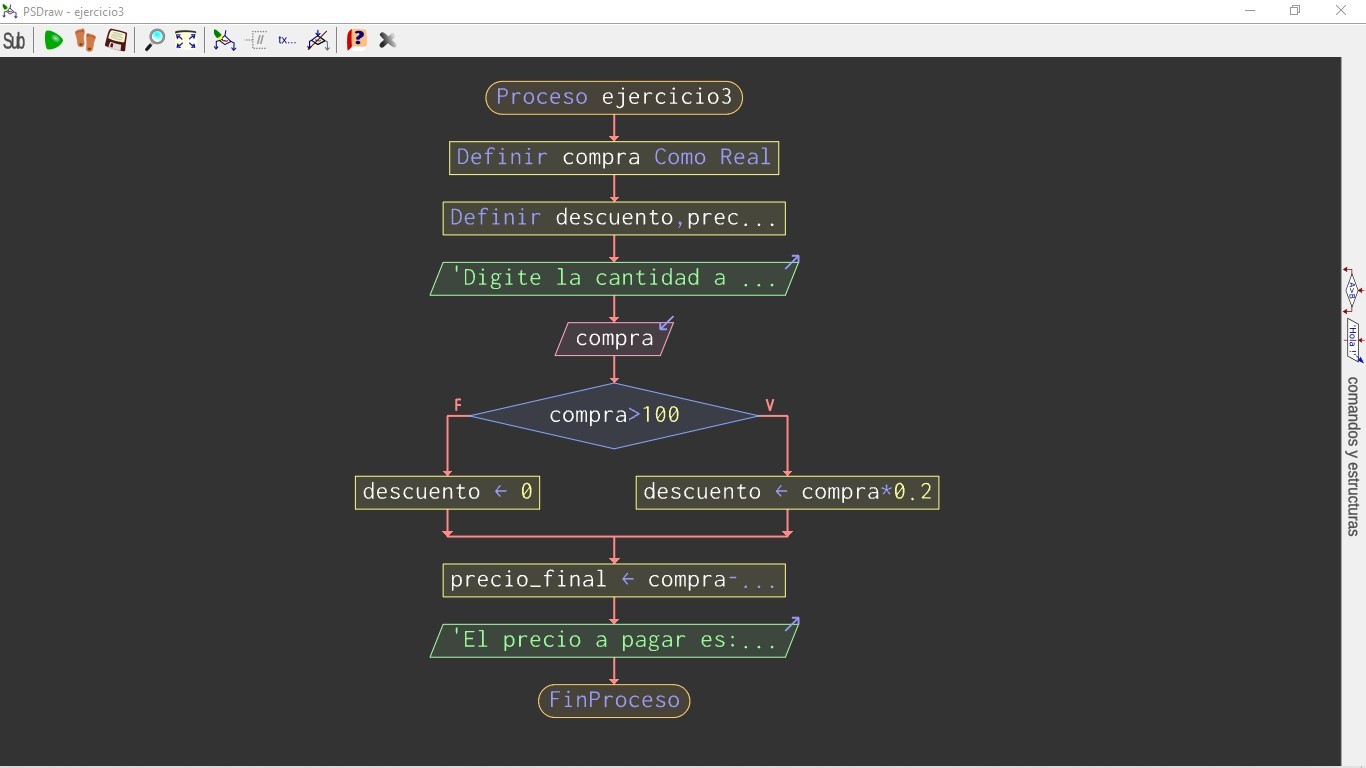 PSDraw - ejercicio3
Sub
tx...
?
Proceso ejercicio3
Definir compra Como Real
Definir descuento,prec...
'Digite la cantidad a ...
compra
compra>100
F
V
descuento ← 0
descuento ← compra*0.2
precio_final ← compra-...
'El precio a pagar es:...
FinProceso
A>B
'Hola !'
comandos y estructuras